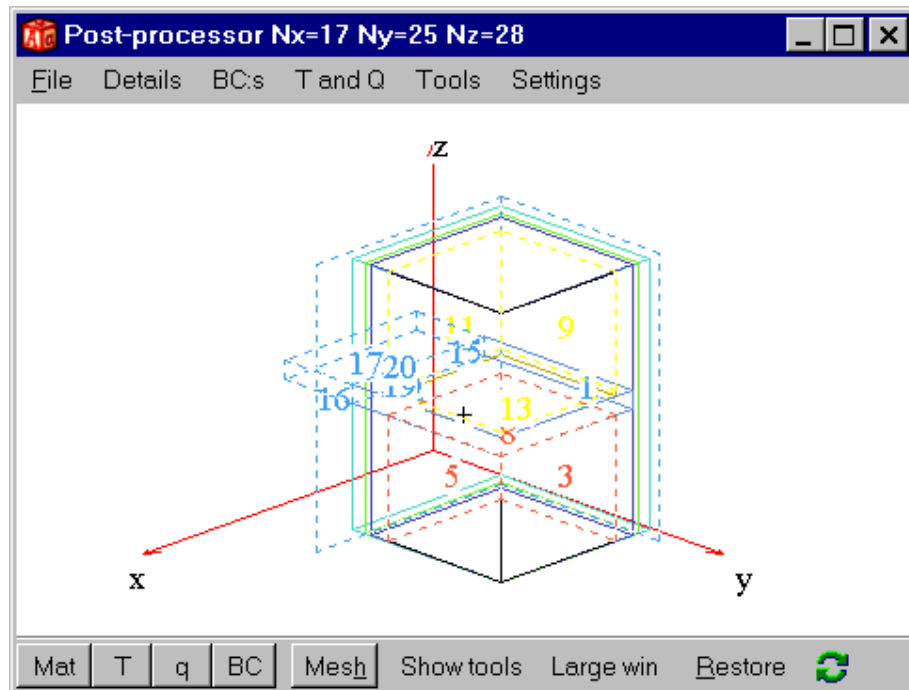 Post-processor Nx=17 Ny=25 Nz=28
File Details BC:s T and Q Tools Settings
z
11 9
15
17 20
19 1
16 13
8
5 3
x y
Mat T q BC Mesh Show tools Large win Restore